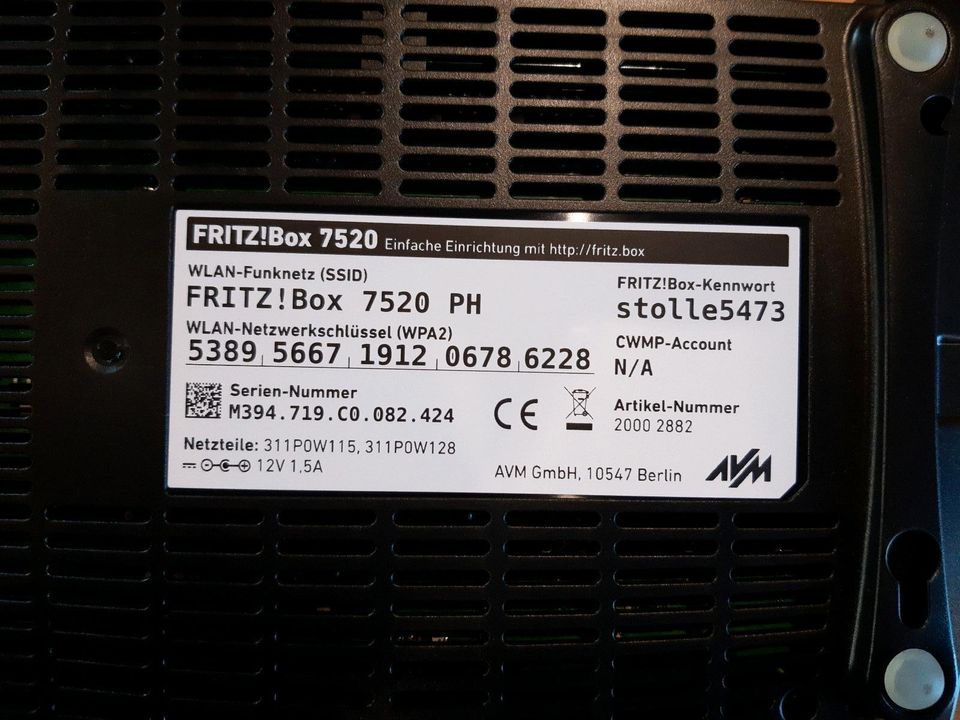 FRITZ!Box 7520 Einfache Einrichtung mit http://fritz.box
WLAN-Funknetz (SSID)
FRITZ!Box 7520 PH
WLAN-Netzwerkschlüssel (WPA2)
5389 5667 1912 0678 6228
FRITZ!Box-Kennwort
stolle5473
CWMP-Account
N/A
Serien-Nummer
M394.719.C0.082.424
CE
Artikel-Nummer
2000 2882
Netzteile: 311P0W115, 311P0W128
12V 1,5A
AVM GmbH, 10547 Berlin
AVM